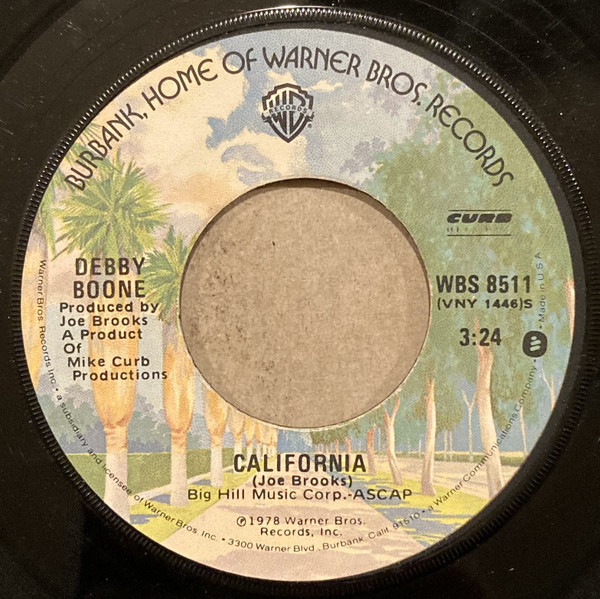 BURBANK, HOME OF WARNER BROS. RECORDS
W B
RECORDS
CURB
DEBBY
BOONE
Produced by
Joe Brooks
A Product
Of
Mike Curb
Productions
WBS 8511
(VNY 1446)S
3:24
CALIFORNIA
(Joe Brooks)
Big Hill Music Corp.-ASCAP
℗1978 Warner Bros.
Records, Inc.
Warner Bros. Records Inc. • a subsidiary and licensee of Warner Bros. Inc. • 3300 Warner Blvd., Burbank, Calif. 91510 • a Warner Communications Company. • Made in U.S.A.